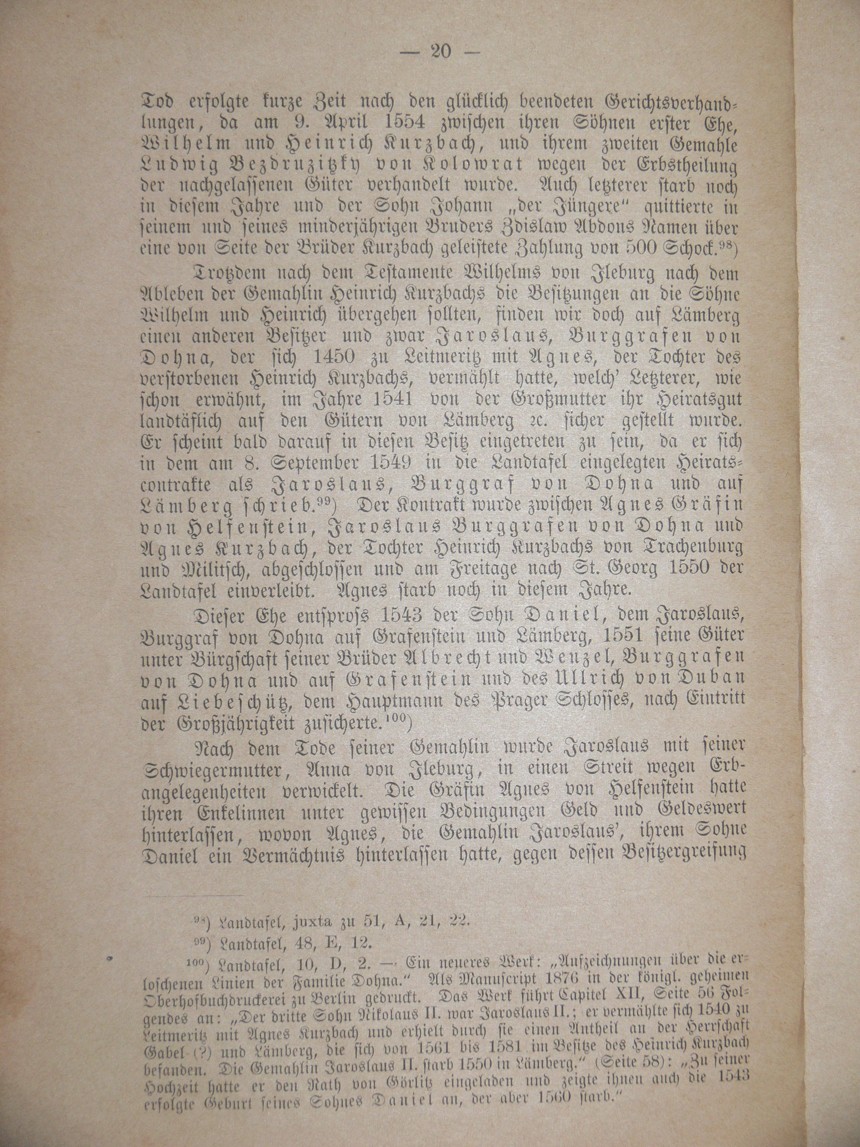 — 20 —
Tod erfolgte kurze Zeit nach den glücklich beendeten Gerichtsverhand-
lungen, da am 9. April 1554 zwischen ihren Söhnen erster Ehe,
Wilhelm und Heinrich Kurzbach, und ihrem zweiten Gemahle
Ludwig Bezdruzitzky von Kolowrat wegen der Erbstheilung
der nachgelassenen Güter verhandelt wurde. Auch letzterer starb noch
in diesem Jahre und der Sohn Johann „der Jüngere“ quittierte in
seinem und seines minderjährigen Bruders Zdislaw Abdons Namen über
eine von Seite der Brüder Kurzbach geleistete Zahlung von 500 Schock.⁹⁸)
Trotzdem nach dem Testamente Wilhelms von Ileburg nach dem
Ableben der Gemahlin Heinrich Kurzbachs die Besitzungen an die Söhne
Wilhelm und Heinrich übergehen sollten, finden wir doch auf Lämberg
einen anderen Besitzer und zwar Jaroslaus, Burggrafen von
Dohna, der sich 1450 zu Leitmeritz mit Agnes, der Tochter des
verstorbenen Heinrich Kurzbachs, vermählt hatte, welch’ Letzterer, wie
schon erwähnt, im Jahre 1541 von der Großmutter ihr Heiratsgut
landtäflich auf den Gütern von Lämberg ꝛc. sicher gestellt wurde.
Er scheint bald darauf in diesen Besitz eingetreten zu sein, da er sich
in dem am 8. September 1549 in die Landtafel eingelegten Heirats-
contrakte als Jaroslaus, Burggraf von Dohna und auf
Lämberg schrieb.⁹⁹) Der Kontrakt wurde zwischen Agnes Gräfin
von Helfenstein, Jaroslaus Burggrafen von Dohna und
Agnes Kurzbach, der Tochter Heinrich Kurzbachs von Trachenburg
und Militsch, abgeschlossen und am Freitage nach St. Georg 1550 der
Landtafel einverleibt. Agnes starb noch in diesem Jahre.
Dieser Ehe entspross 1543 der Sohn Daniel, dem Jaroslaus,
Burggraf von Dohna auf Grafenstein und Lämberg, 1551 seine Güter
unter Bürgschaft seiner Brüder Albrecht und Wenzel, Burggrafen
von Dohna und auf Grafenstein und des Ullrich von Duban
auf Liebeschütz, dem Hauptmann des Prager Schlosses, nach Eintritt
der Großjährigkeit zusicherte.¹⁰⁰)
Nach dem Tode seiner Gemahlin wurde Jaroslaus mit seiner
Schwiegermutter, Anna von Ileburg, in einen Streit wegen Erb-
angelegenheiten verwickelt. Die Gräfin Agnes von Helfenstein hatte
ihren Enkelinnen unter gewissen Bedingungen Geld und Geldeswert
hinterlassen, wovon Agnes, die Gemahlin Jaroslaus’, ihrem Sohne
Daniel ein Vermächtnis hinterlassen hatte, gegen dessen Besitzergreifung
⁹⁸) Landtafel, juxta zu 51, A, 21, 22.
⁹⁹) Landtafel, 48, E, 12.
¹⁰⁰) Landtafel, 10, D, 2. — Ein neueres Werk: „Aufzeichnungen über die er-
loschenen Linien der Familie Dohna.“ Als Manuscript 1876 in der königl. geheimen
Oberhofbuchdruckerei zu Berlin gedruckt. Das Werk führt Capitel XII, Seite 56 Fol-
gendes an: „Der dritte Sohn Nikolaus II. war Jaroslaus II.; er vermählte sich 1540 zu
Leitmeritz mit Agnes Kurzbach und erhielt durch sie einen Antheil an der Herrschaft
Gabel (?) und Lämberg, die sich von 1561 bis 1581 im Besitze des Heinrich Kurzbach
befanden. Die Gemahlin Jaroslaus II. starb 1550 in Lämberg.“ (Seite 58): „Zu seiner
Hochzeit hatte er den Rath von Görlitz eingeladen und zeigte ihnen auch die 1543
erfolgte Geburt seines Sohnes Daniel an, der aber 1560 starb.“